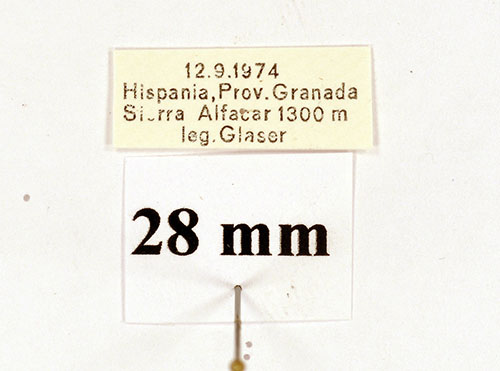 12.9.1974
Hispania, Prov. Granada
Sierra Alfacar 1300 m
leg. Glaser
28 mm